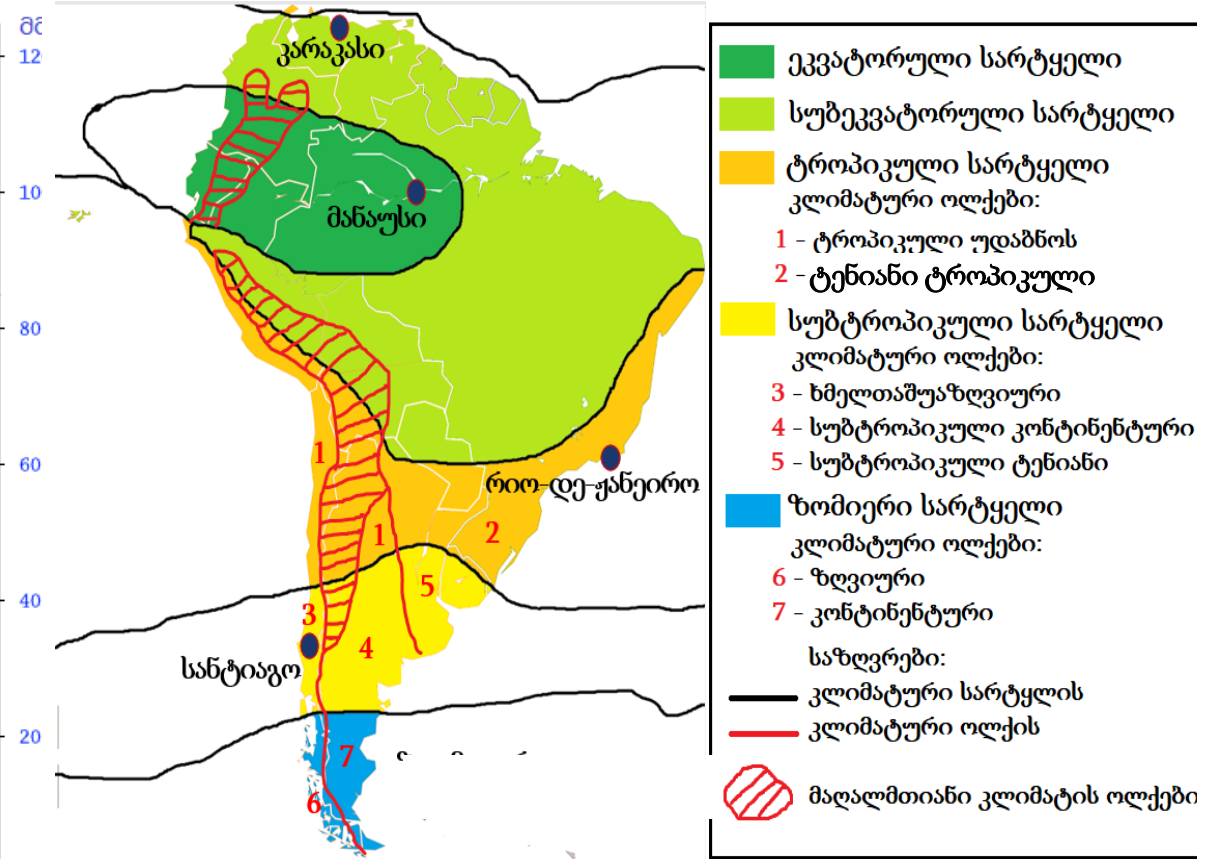 მმ
12
10
80
60
40
20
კარაკასი
მანაუსი
რიო-დე-ჟანეირო
სანტიაგო
1
1
2
3
4
5
6
7
ეკვატორული სარტყელი
სუბეკვატორული სარტყელი
ტროპიკული სარტყელი
კლიმატური ოლქები:
1 - ტროპიკული უდაბნოს
2 - ტენიანი ტროპიკული
სუბტროპიკული სარტყელი
კლიმატური ოლქები:
3 - ხმელთაშუაზღვიური
4 - სუბტროპიკული კონტინენტური
5 - სუბტროპიკული ტენიანი
ზომიერი სარტყელი
კლიმატური ოლქები:
6 - ზღვიური
7 - კონტინენტური
საზღვრები:
კლიმატური სარტყლის
კლიმატური ოლქის
მაღალმთიანი კლიმატის ოლქები